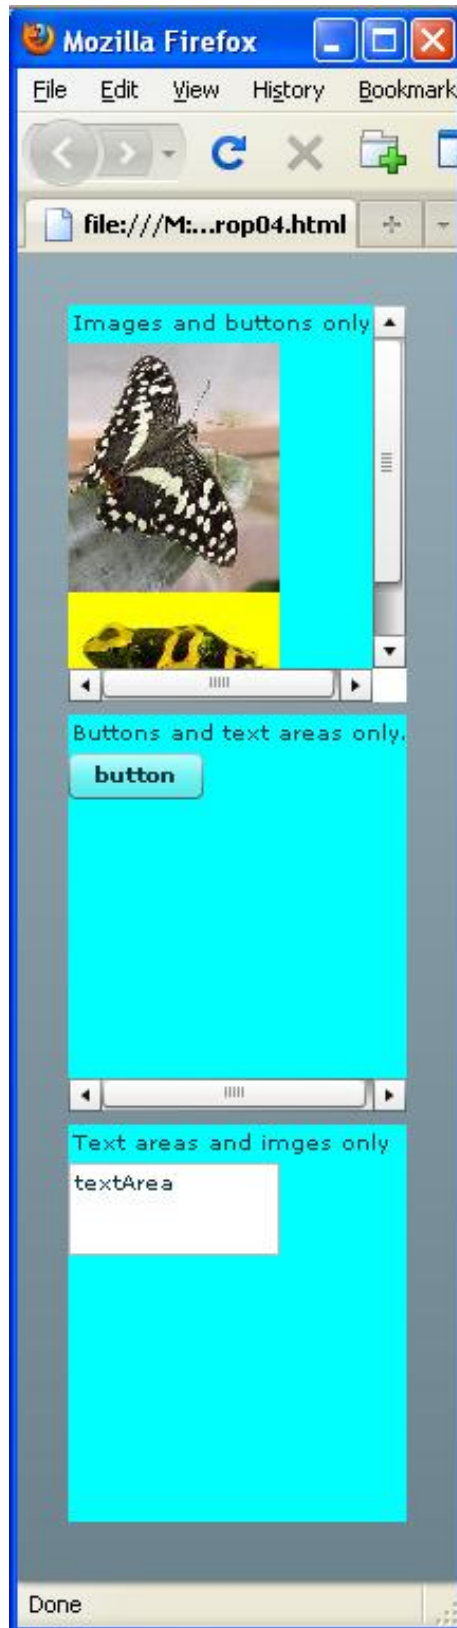 Mozilla Firefox
File Edit View History Bookmark
file:///M:...rop04.html
Images and buttons only
Buttons and text areas only.
button
Text areas and imges only
textArea
Done